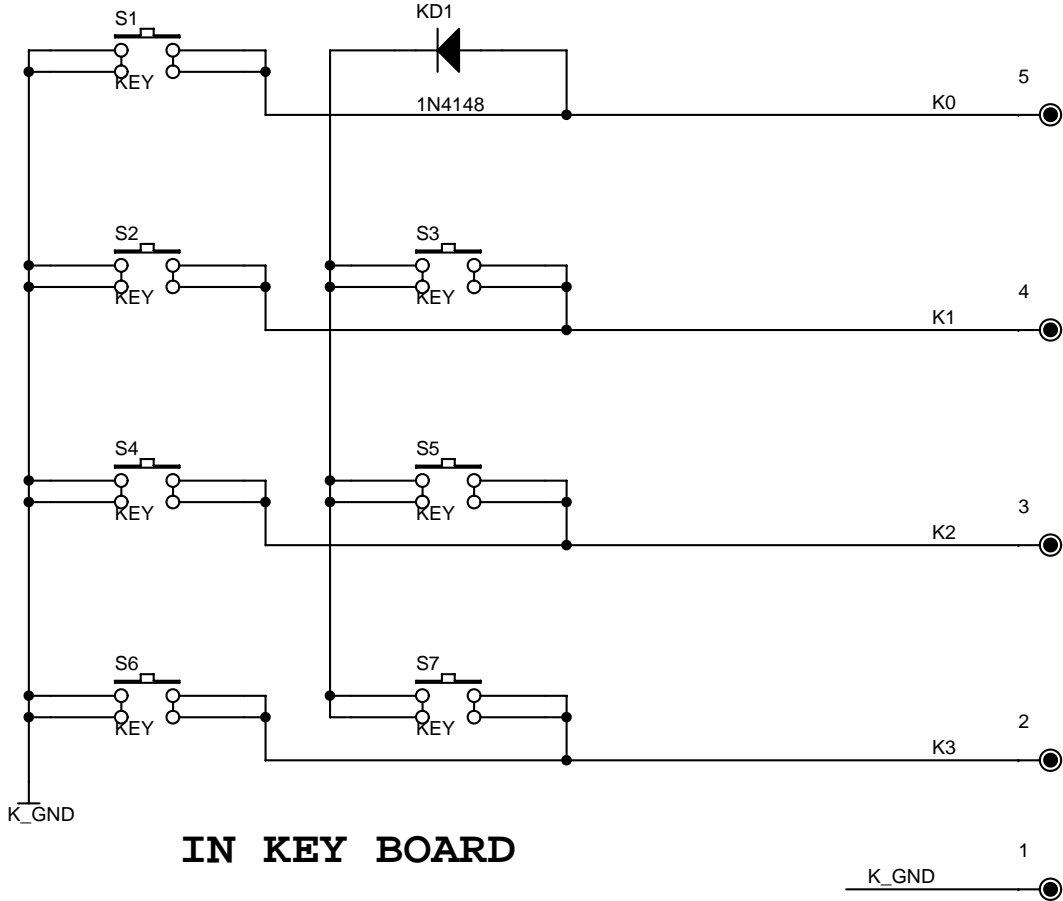 S1
KEY
KD1
1N4148
K0
5
S2
KEY
S3
KEY
K1
4
S4
KEY
S5
KEY
K2
3
S6
KEY
S7
KEY
K3
2
K_GND
IN KEY BOARD
K_GND
1